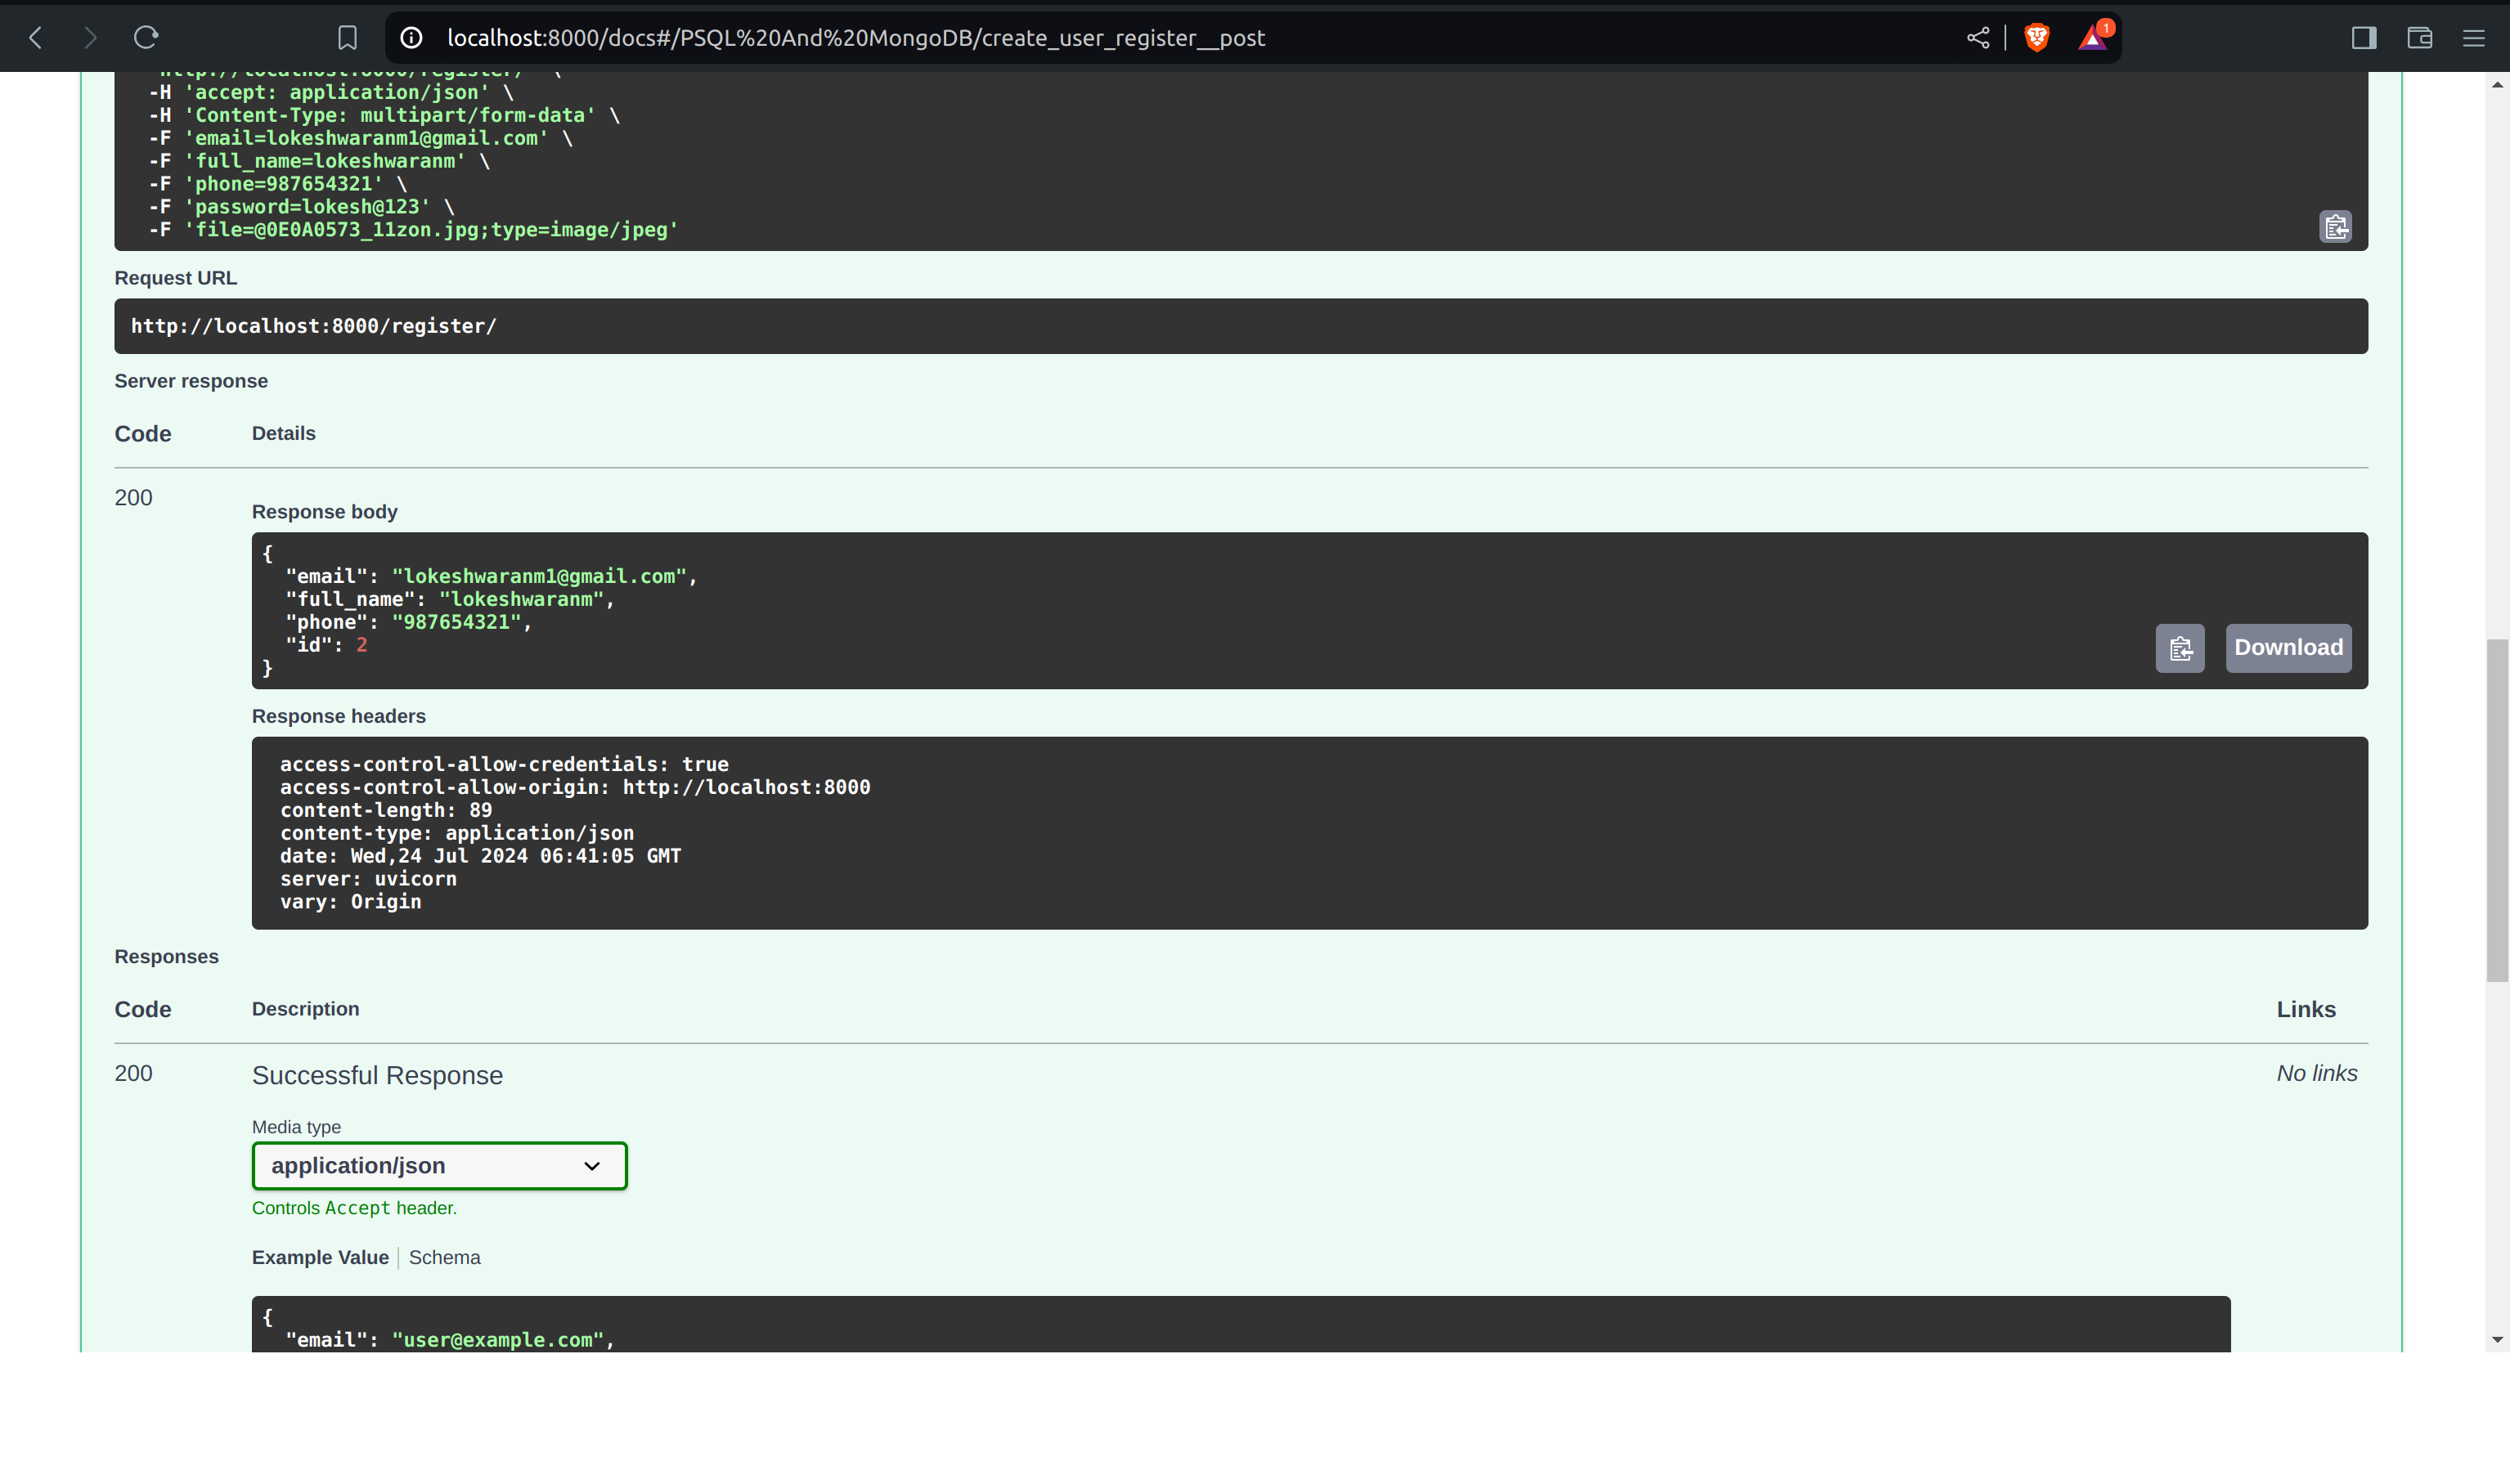 localhost:8000/docs#/PSQL%20And%20MongoDB/create_user_register__post
1
'http://localhost:8000/register/' \
-H 'accept: application/json' \
-H 'Content-Type: multipart/form-data' \
-F 'email=lokeshwaranm1@gmail.com' \
-F 'full_name=lokeshwaranm' \
-F 'phone=987654321' \
-F 'password=lokesh@123' \
-F 'file=@0E0A0573_11zon.jpg;type=image/jpeg'
Request URL
http://localhost:8000/register/
Server response
Code Details
200
Response body
{
"email": "lokeshwaranm1@gmail.com",
"full_name": "lokeshwaranm",
"phone": "987654321",
"id": 2
}
Download
Response headers
access-control-allow-credentials: true
access-control-allow-origin: http://localhost:8000
content-length: 89
content-type: application/json
date: Wed,24 Jul 2024 06:41:05 GMT
server: uvicorn
vary: Origin
Responses
Code Description Links
200 Successful Response No links
Media type
application/json
Controls Accept header.
Example Value Schema
{
"email": "user@example.com",